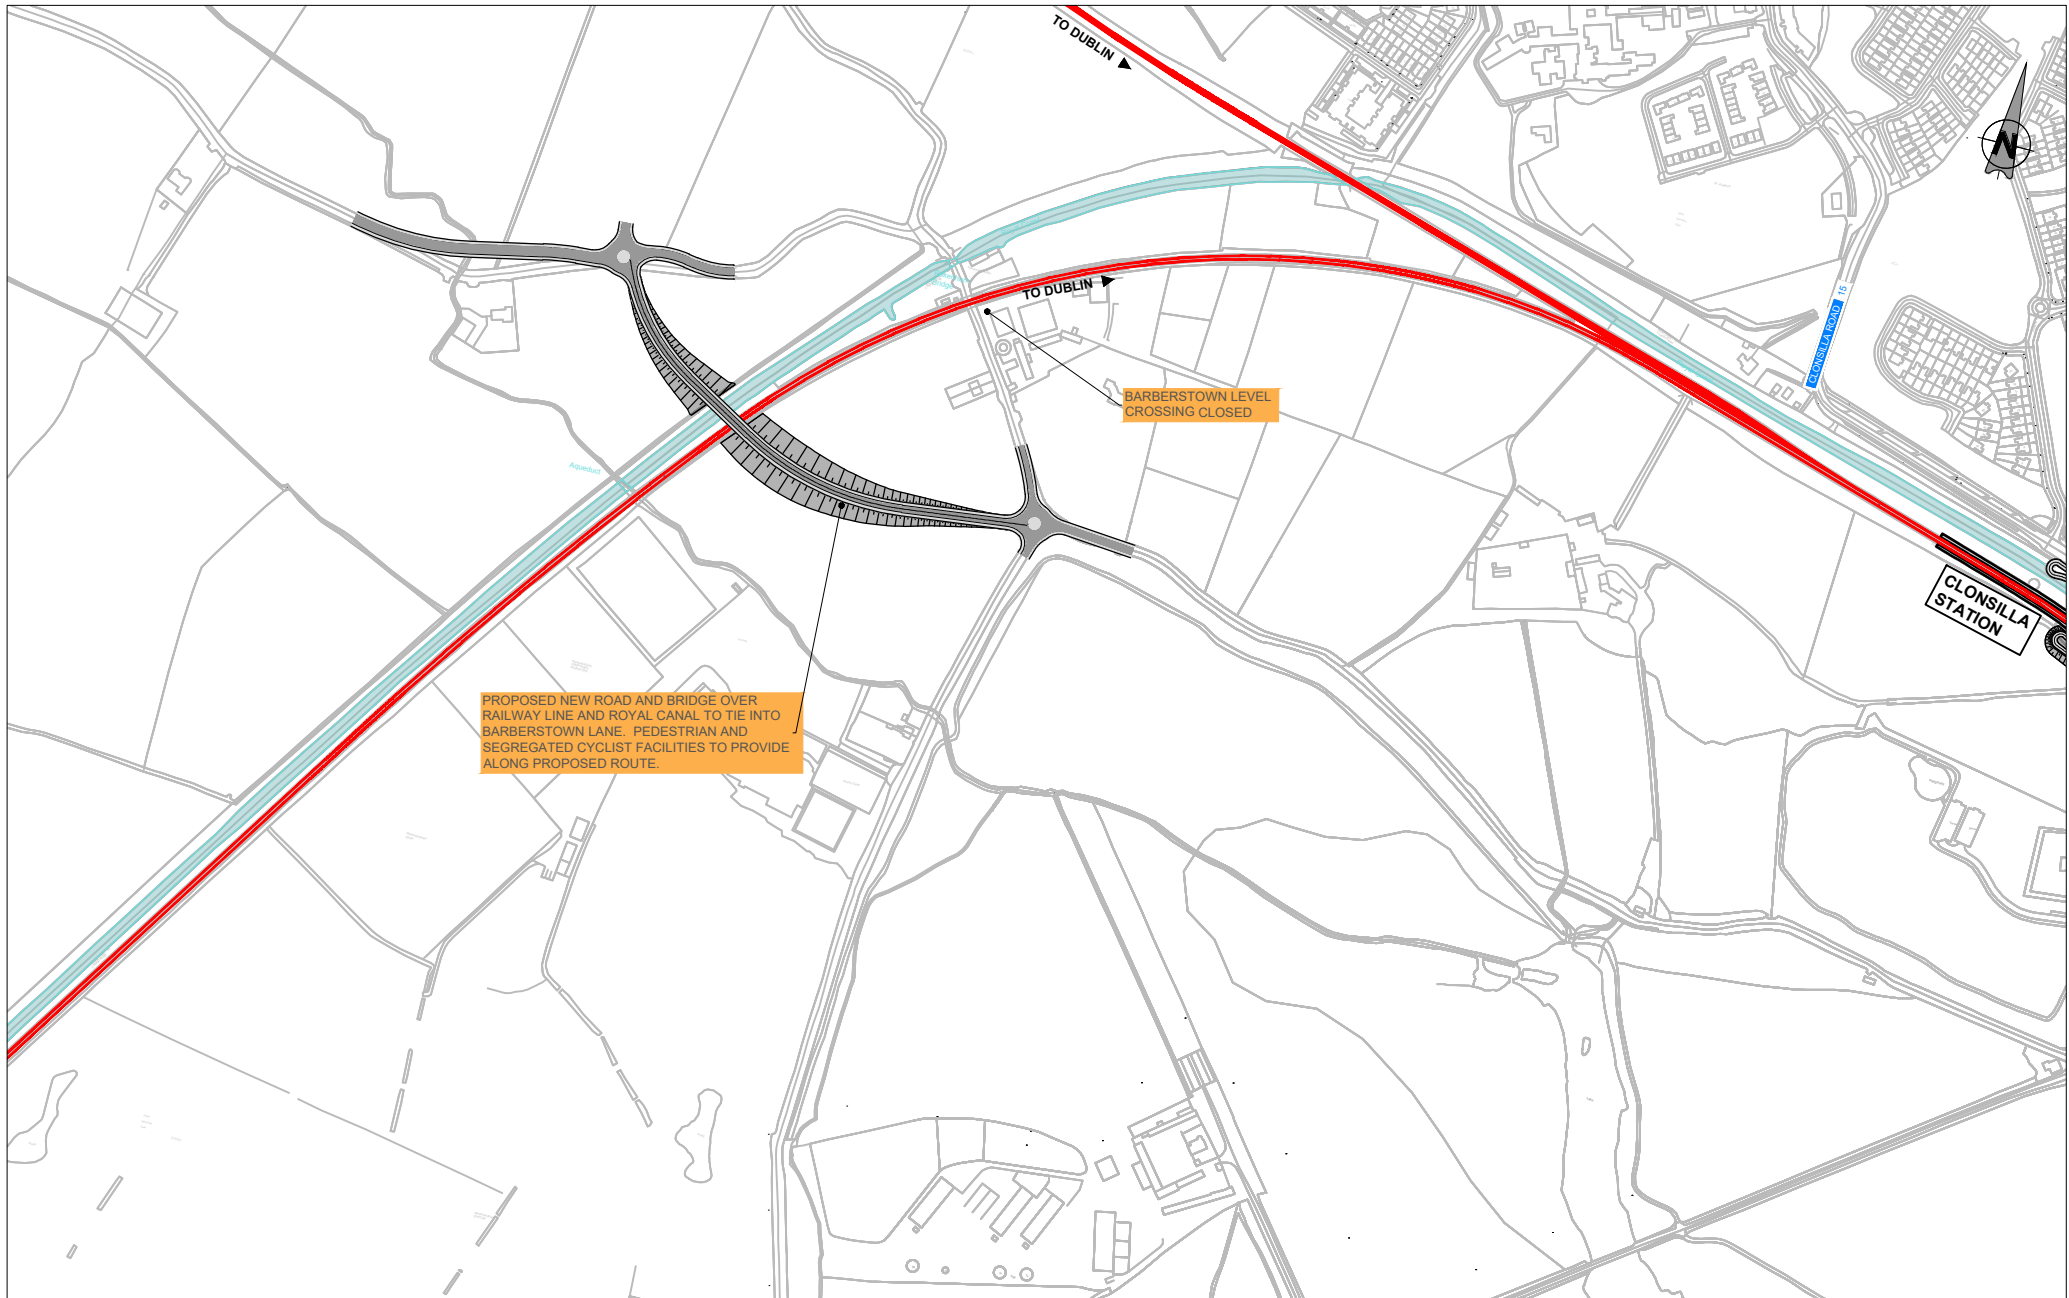 TO DUBLIN
N
CLONSILLA ROAD 15
TO DUBLIN
BARBERSTOWN LEVEL
CROSSING CLOSED
Aqueduct
CLONSILLA
STATION
PROPOSED NEW ROAD AND BRIDGE OVER
RAILWAY LINE AND ROYAL CANAL TO TIE INTO
BARBERSTOWN LANE. PEDESTRIAN AND
SEGREGATED CYCLIST FACILITIES TO PROVIDE
ALONG PROPOSED ROUTE.